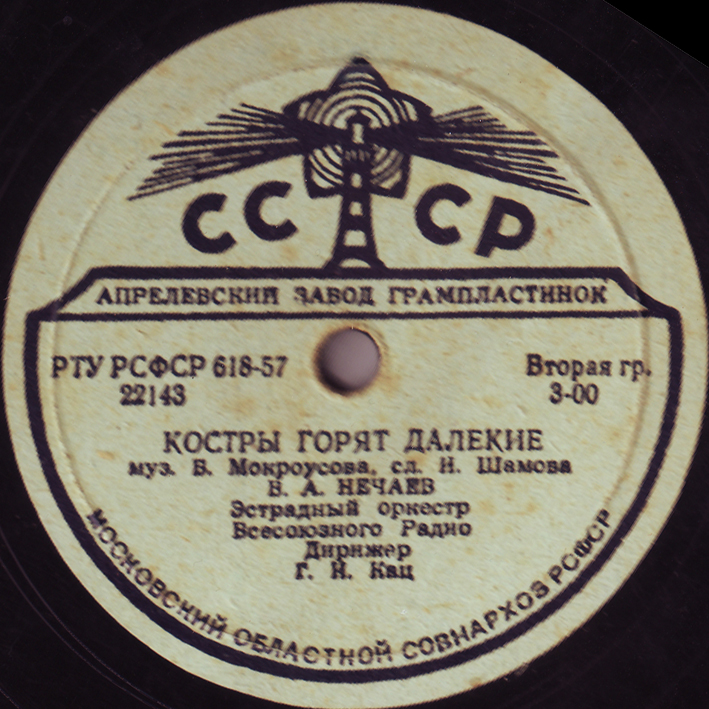 СССР
АПРЕЛЕВСКИЙ ЗАВОД ГРАМПЛАСТИНОК
РТУ РСФСР 618-57
22143
Вторая гр.
3-00
КОСТРЫ ГОРЯТ ДАЛЕКИЕ
муз. Б. Мокроусова, сл. И. Шамова
В. А. НЕЧАЕВ
Эстрадный оркестр
Всесоюзного Радио
Дирижер
Г. И. Кац
МОСКОВСКИЙ ОБЛАСТНОЙ СОВНАРХОЗ РСФСР